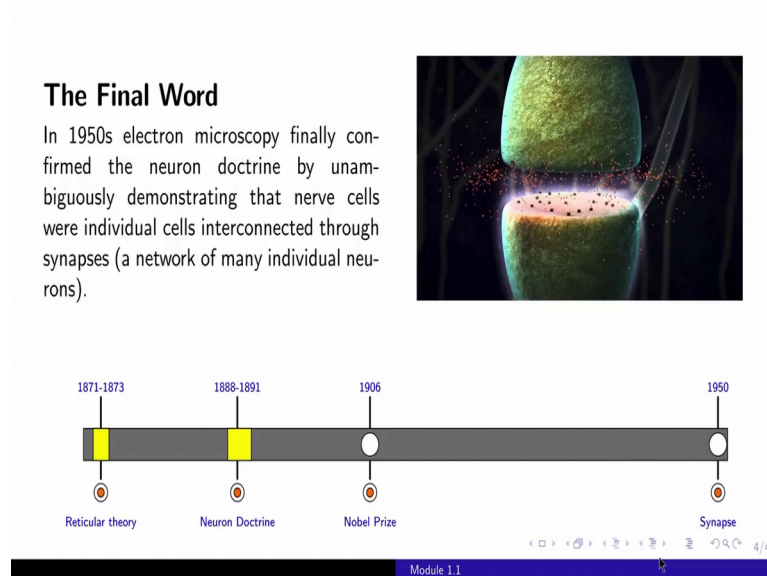 The Final Word
In 1950s electron microscopy finally con-
firmed the neuron doctrine by unam-
biguously demonstrating that nerve cells
were individual cells interconnected through
synapses (a network of many individual neu-
rons).
1871-1873 1888-1891 1906 1950
Reticular theory Neuron Doctrine Nobel Prize Synapse
4/4
Module 1.1